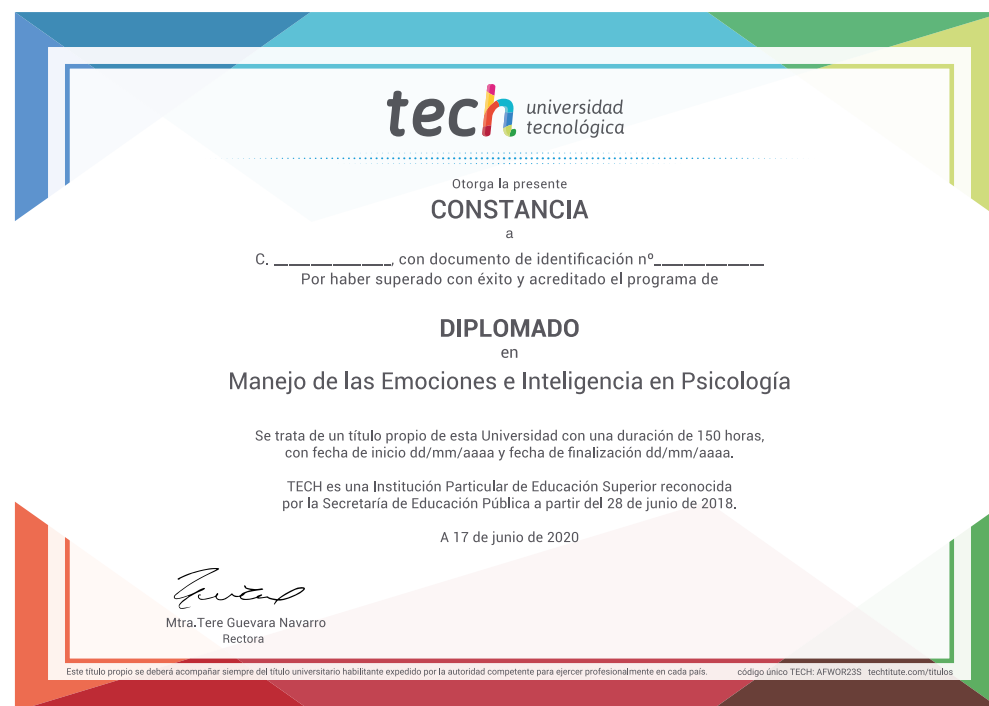 tech universidad
tecnológica
Otorga la presente
CONSTANCIA
a
C. ______________, con documento de identificación nº_____________
Por haber superado con éxito y acreditado el programa de
DIPLOMADO
en
Manejo de las Emociones e Inteligencia en Psicología
Se trata de un título propio de esta Universidad con una duración de 150 horas,
con fecha de inicio dd/mm/aaaa y fecha de finalización dd/mm/aaaa.
TECH es una Institución Particular de Educación Superior reconocida
por la Secretaría de Educación Pública a partir del 28 de junio de 2018.
A 17 de junio de 2020
Mtra.Tere Guevara Navarro
Rectora
Este título propio se deberá acompañar siempre del título universitario habilitante expedido por la autoridad competente para ejercer profesionalmente en cada país. código único TECH: AFWOR23S techtitute.com/titulos